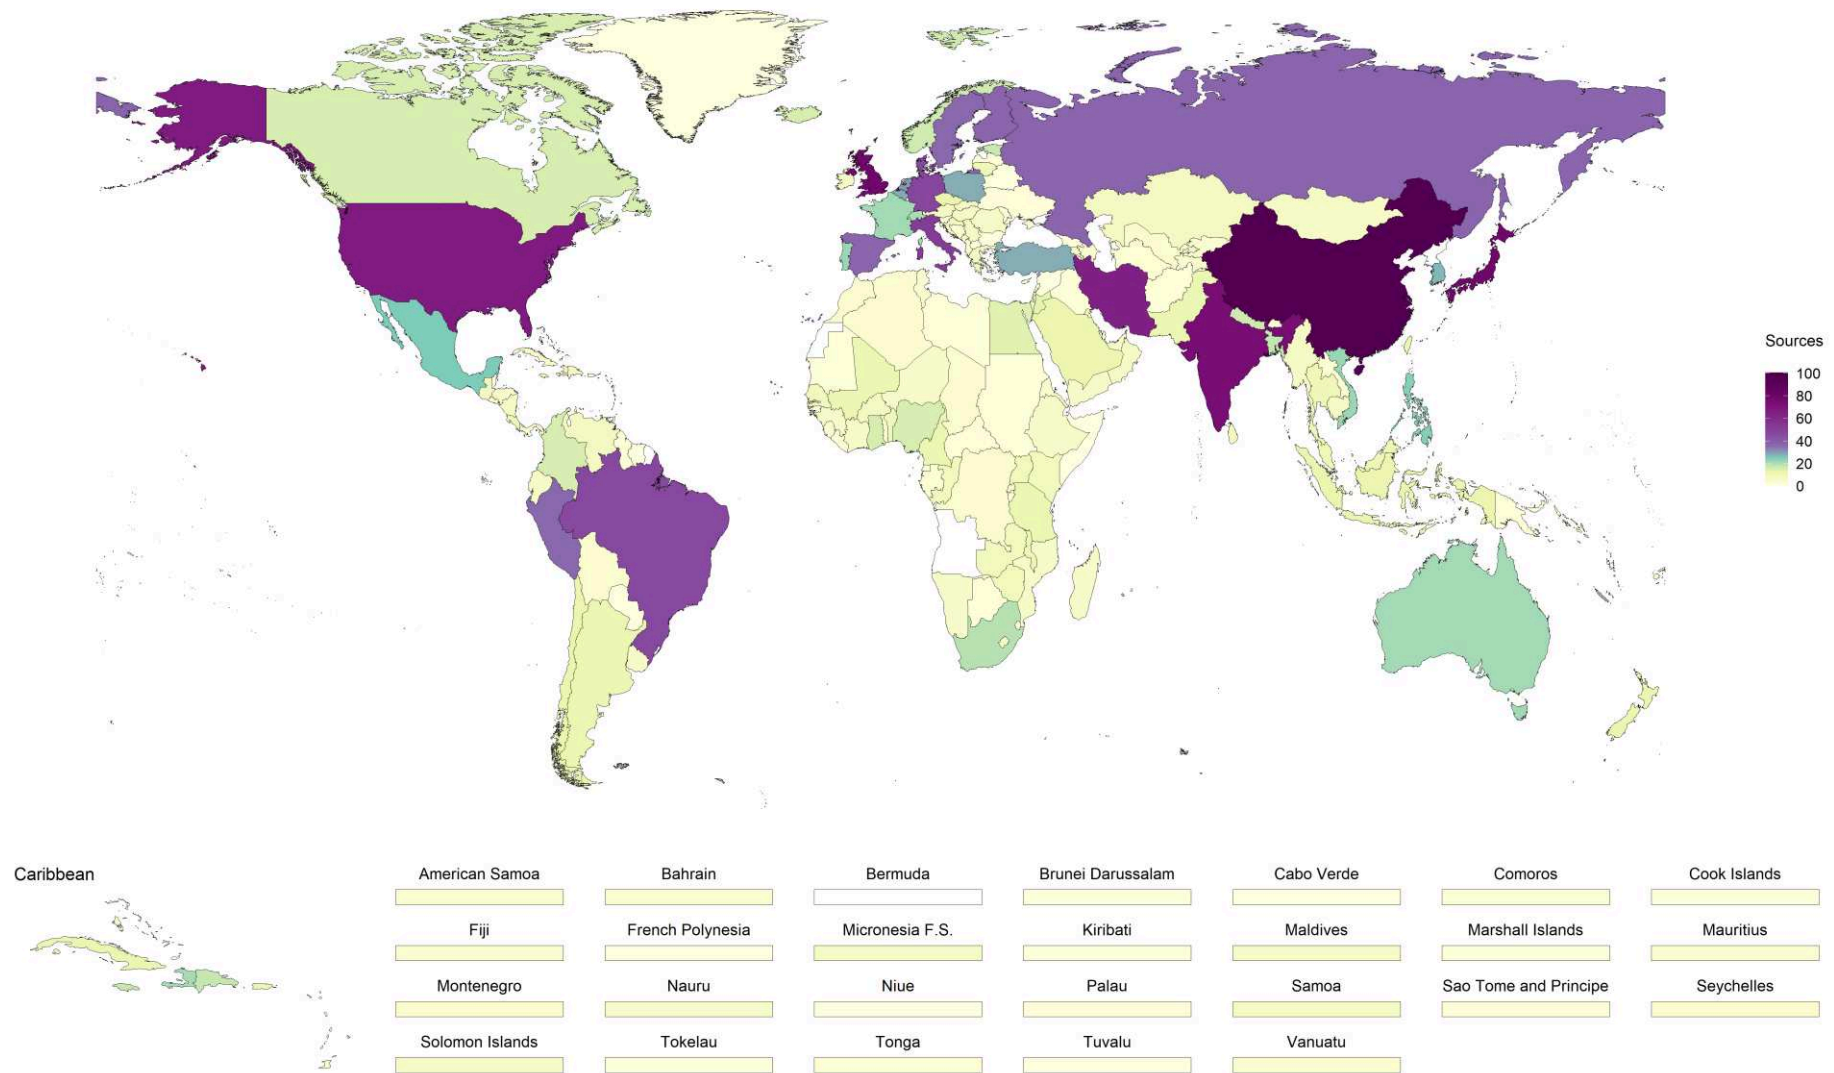 Sources
100
80
60
40
20
0
Caribbean
American Samoa
Bahrain
Bermuda
Brunei Darussalam
Cabo Verde
Comoros
Cook Islands
Fiji
French Polynesia
Micronesia F.S.
Kiribati
Maldives
Marshall Islands
Mauritius
Montenegro
Nauru
Niue
Palau
Samoa
Sao Tome and Principe
Seychelles
Solomon Islands
Tokelau
Tonga
Tuvalu
Vanuatu